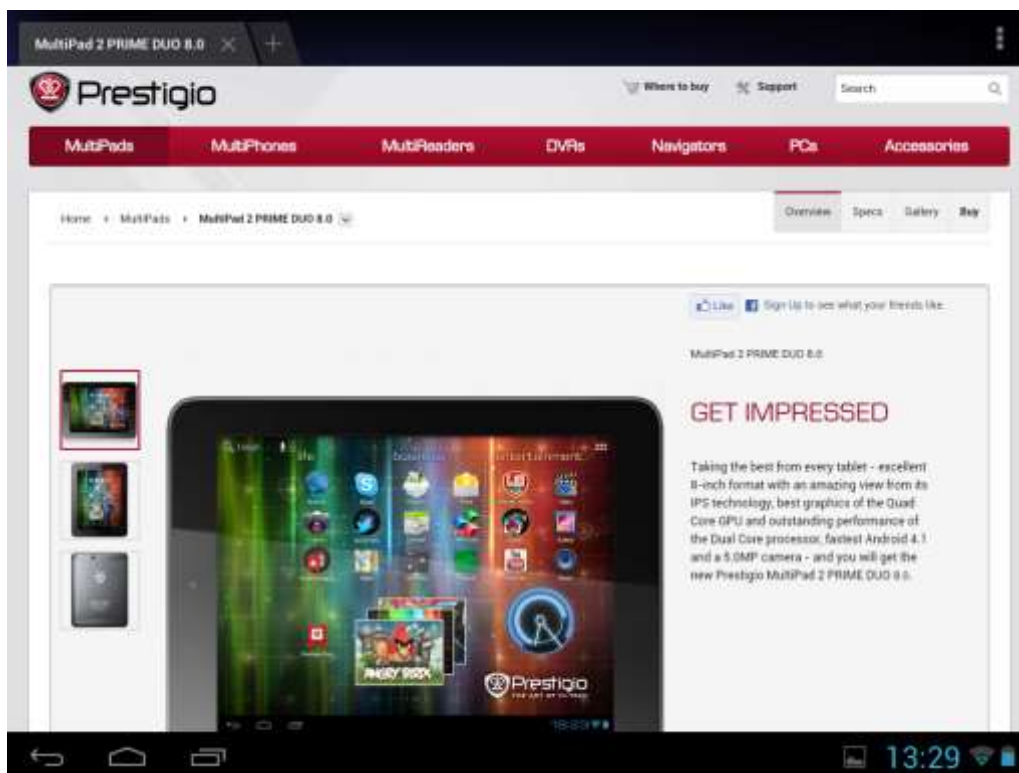 MultiPad 2 PRIME DUO 8.0
Prestigio
Where to buy
Support
Search
MultiPads
MultiPhones
MultiReaders
DVRs
Navigators
PCs
Accessories
Home
MultiPads
MultiPad 2 PRIME DUO 8.0
Overview
Specs
Gallery
Buy
Like
Sign Up to see what your friends like.
MultiPad 2 PRIME DUO 8.0
GET IMPRESSED
Taking the best from every tablet - excellent
8-inch format with an amazing view from its
IPS technology, best graphics of the Quad
Core GPU and outstanding performance of
the Dual Core processor, fastest Android 4.1
and a 5.0MP camera - and you will get the
new Prestigio MultiPad 2 PRIME DUO 8.0.
life
business
entertainment
ANGRY BIRDS
Prestigio
13:29